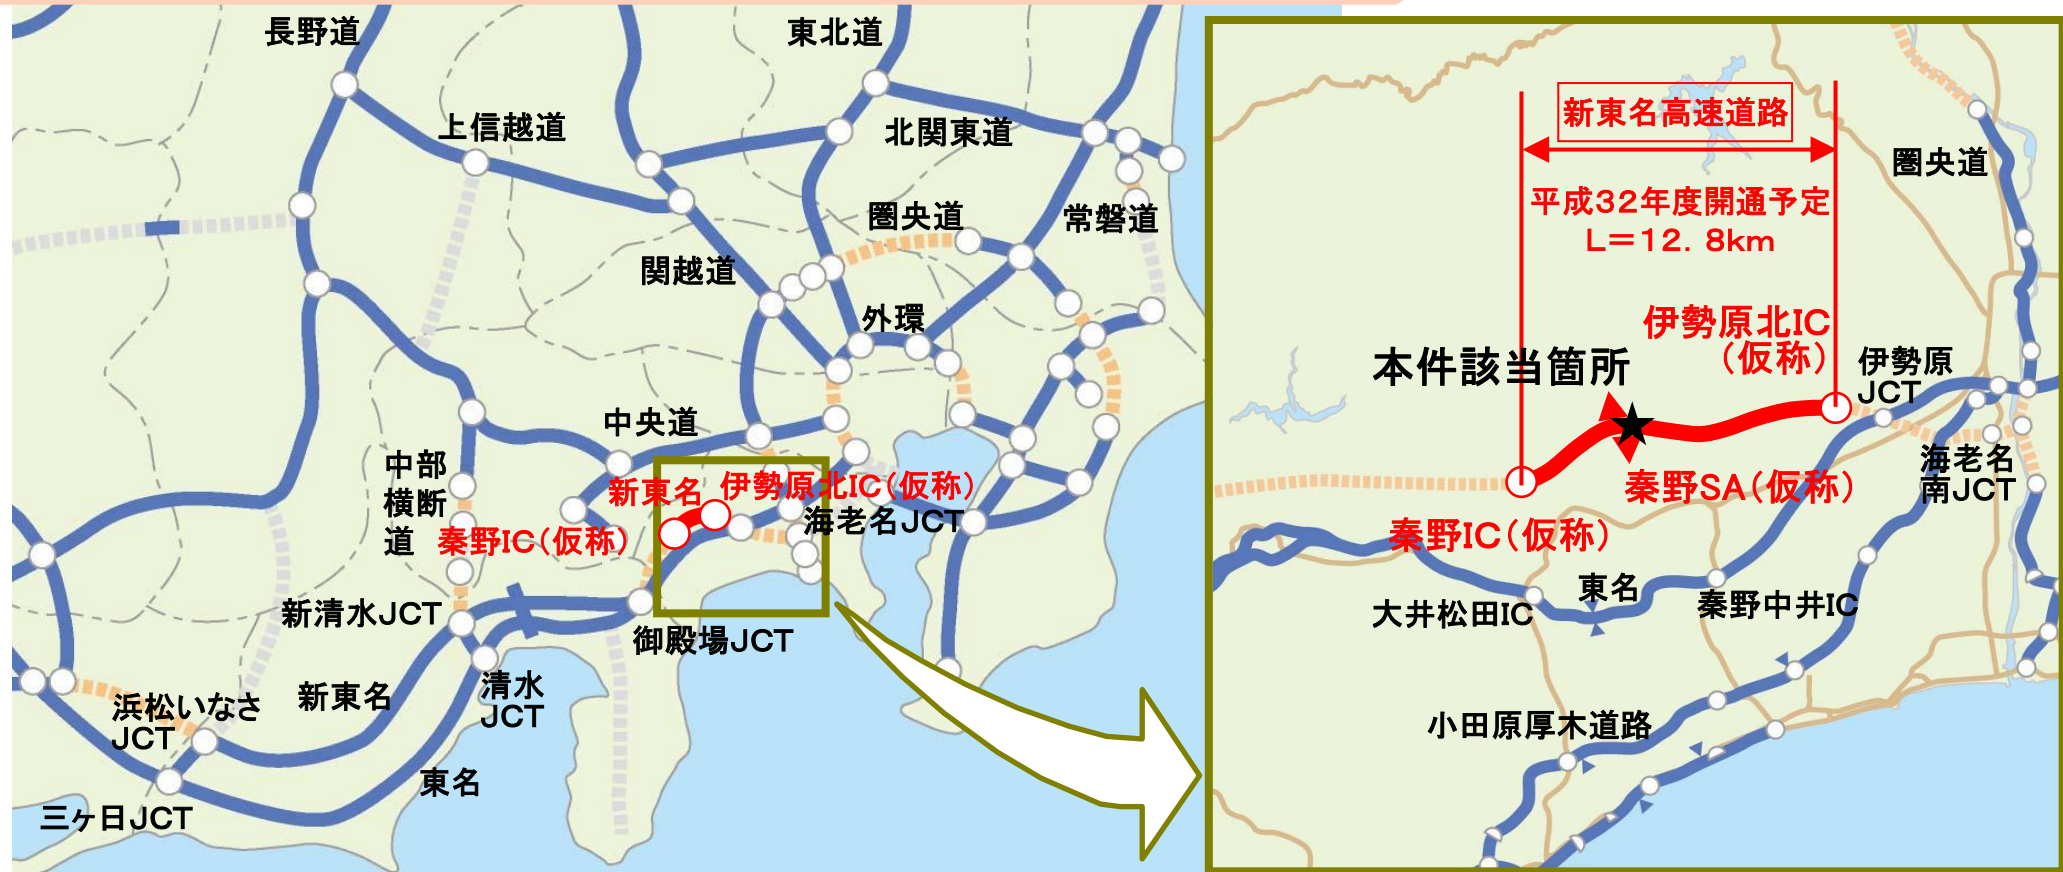 長野道
東北道
上信越道
北関東道
圏央道
常磐道
関越道
外環
中央道
中部
横断
道
新東名
伊勢原北IC(仮称)
秦野IC(仮称)
海老名JCT
新清水JCT
御殿場JCT
清水
JCT
新東名
浜松いなさ
JCT
東名
三ヶ日JCT
新東名高速道路
圏央道
平成32年度開通予定
L=12.8km
伊勢原北IC
(仮称)
本件該当箇所
伊勢原
JCT
海老名
南JCT
秦野SA(仮称)
秦野IC(仮称)
東名
大井松田IC
秦野中井IC
小田原厚木道路